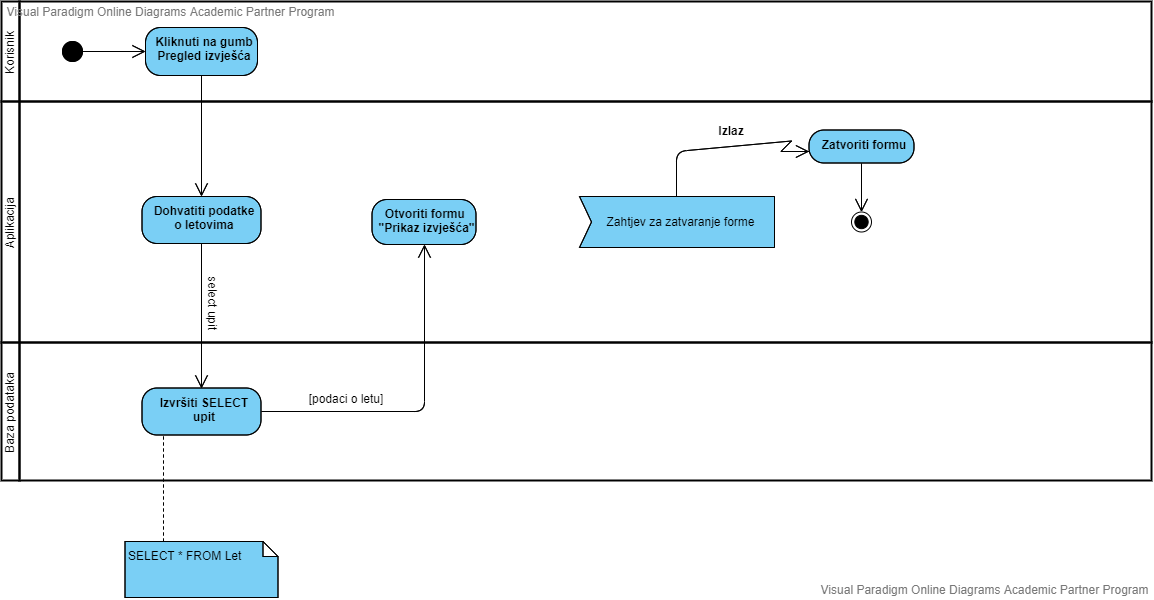 Visual Paradigm Online Diagrams Academic Partner Program
Korisnik
Kliknuti na gumb
Pregled izvješća
Aplikacija
Izlaz
Zatvoriti formu
Dohvatiti podatke
o letovima
Otvoriti formu
"Prikaz izvješća"
Zahtjev za zatvaranje forme
select upit
Baza podataka
[podaci o letu]
Izvršiti SELECT
upit
SELECT * FROM Let
Visual Paradigm Online Diagrams Academic Partner Program